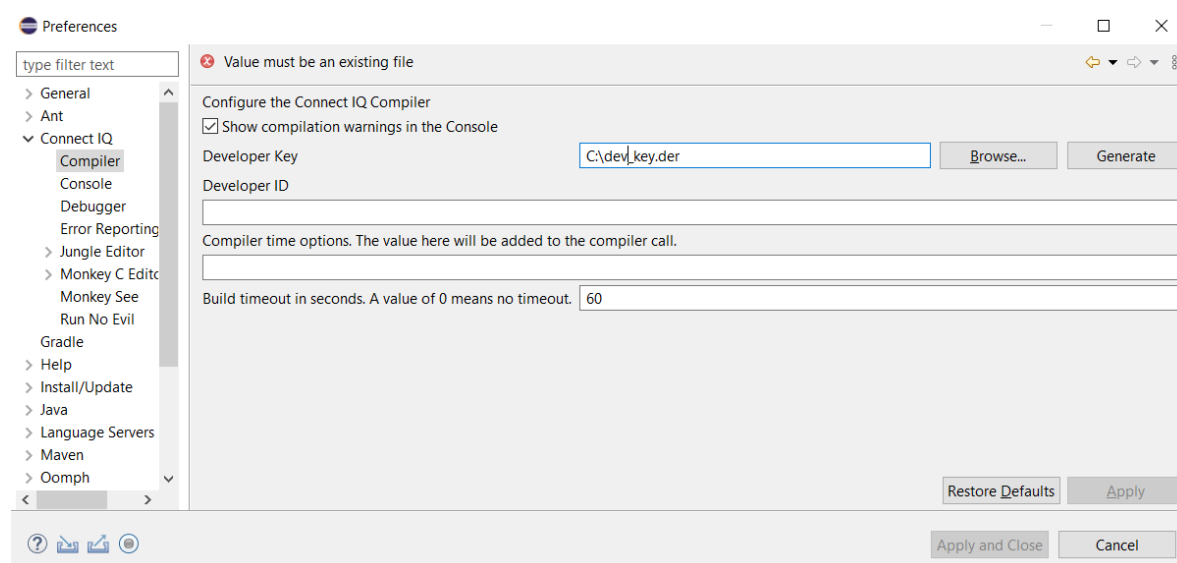 Preferences
type filter text
Value must be an existing file
General
Ant
Connect IQ
Compiler
Console
Debugger
Error Reporting
Jungle Editor
Monkey C Edito
Monkey See
Run No Evil
Gradle
Help
Install/Update
Java
Language Servers
Maven
Oomph
Configure the Connect IQ Compiler
Show compilation warnings in the Console
Developer Key C:\dev_key.der Browse... Generate
Developer ID
Compiler time options. The value here will be added to the compiler call.
Build timeout in seconds. A value of 0 means no timeout. 60
Restore Defaults Apply
Apply and Close Cancel